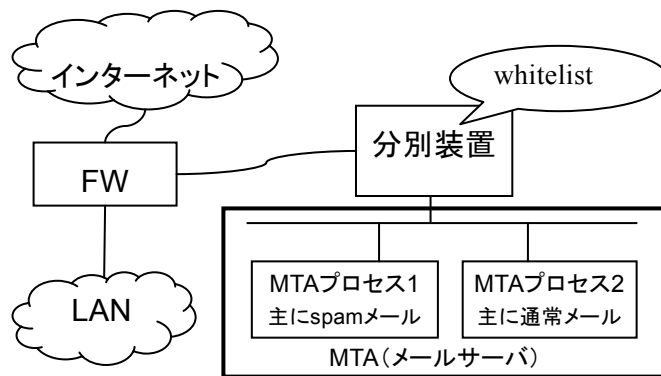 インターネット
whitelist
分別装置
FW
LAN
MTAプロセス1
主にspamメール
MTAプロセス2
主に通常メール
MTA（メールサーバ）